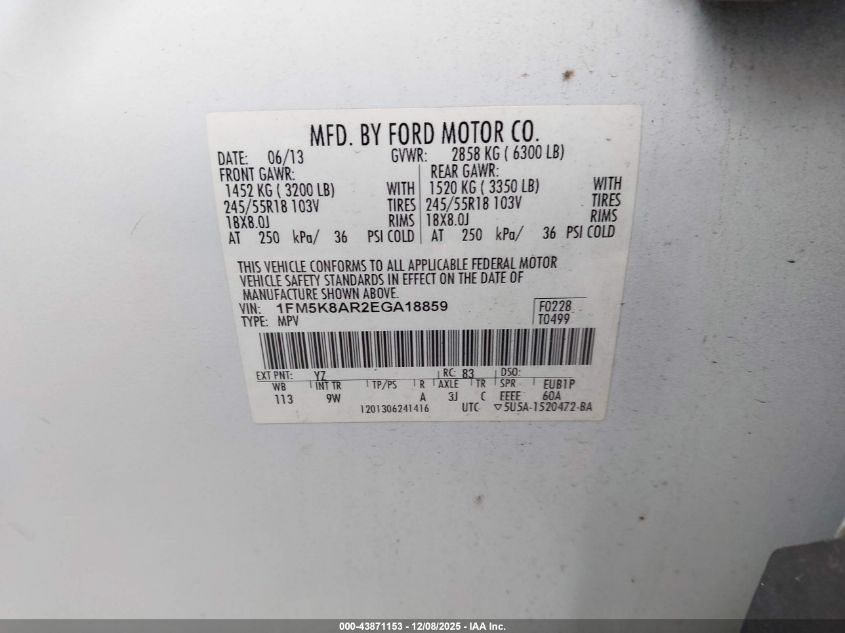 MFD. BY FORD MOTOR CO.
DATE: 06/13 GVWR: 2858 KG ( 6300 LB)
FRONT GAWR: REAR GAWR:
1452 KG ( 3200 LB) WITH 1520 KG ( 3350 LB) WITH
245/55R18 103V TIRES 245/55R18 103V TIRES
18X8.0J RIMS 18X8.0J RIMS
AT 250 kPa/ 36 PSI COLD AT 250 kPa/ 36 PSI COLD
THIS VEHICLE CONFORMS TO ALL APPLICABLE FEDERAL MOTOR
VEHICLE SAFETY STANDARDS IN EFFECT ON THE DATE OF
MANUFACTURE SHOWN ABOVE.
VIN: 1FM5K8AR2EGA18859 F0228
TYPE: MPV T0499
EXT PNT: YZ RC: 83 DSO:
WB INT TR TP/PS R AXLE TR SPR EUB1P
113 9W A 3J C EEEE 60A
1201306241416 UTC ▽5U5A-1520472-BA
000-43871153 - 12/08/2025 - IAA Inc.